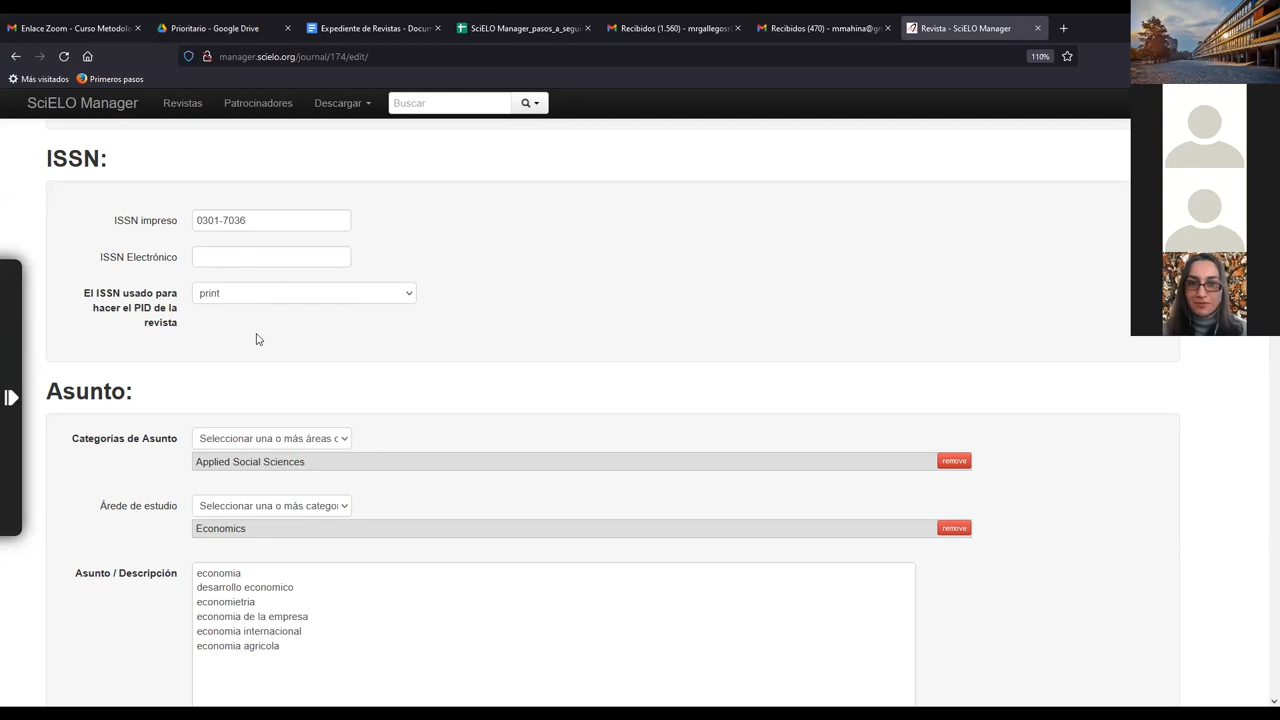 Enlace Zoom - Curso Metodolo
Prioritario - Google Drive
Expediente de Revistas - Docum
SciELO Manager_pasos_a_segui
Recibidos (1.560) - mrgallegosr
Recibidos (470) - mmahina@gr
Revista - SciELO Manager
manager.scielo.org/journal/174/edit/
110%
Más visitados
Primeros pasos
SciELO Manager
Revistas
Patrocinadores
Descargar
Buscar
ISSN:
ISSN impreso
0301-7036
ISSN Electrónico
El ISSN usado para
hacer el PID de la
revista
print
Asunto:
Categorías de Asunto
Seleccionar una o más áreas
Applied Social Sciences
remove
Árede de estudio
Seleccionar una o más catego
Economics
remove
Asunto / Descripción
economia
desarrollo economico
econometria
economia de la empresa
economia internacional
economia agricola